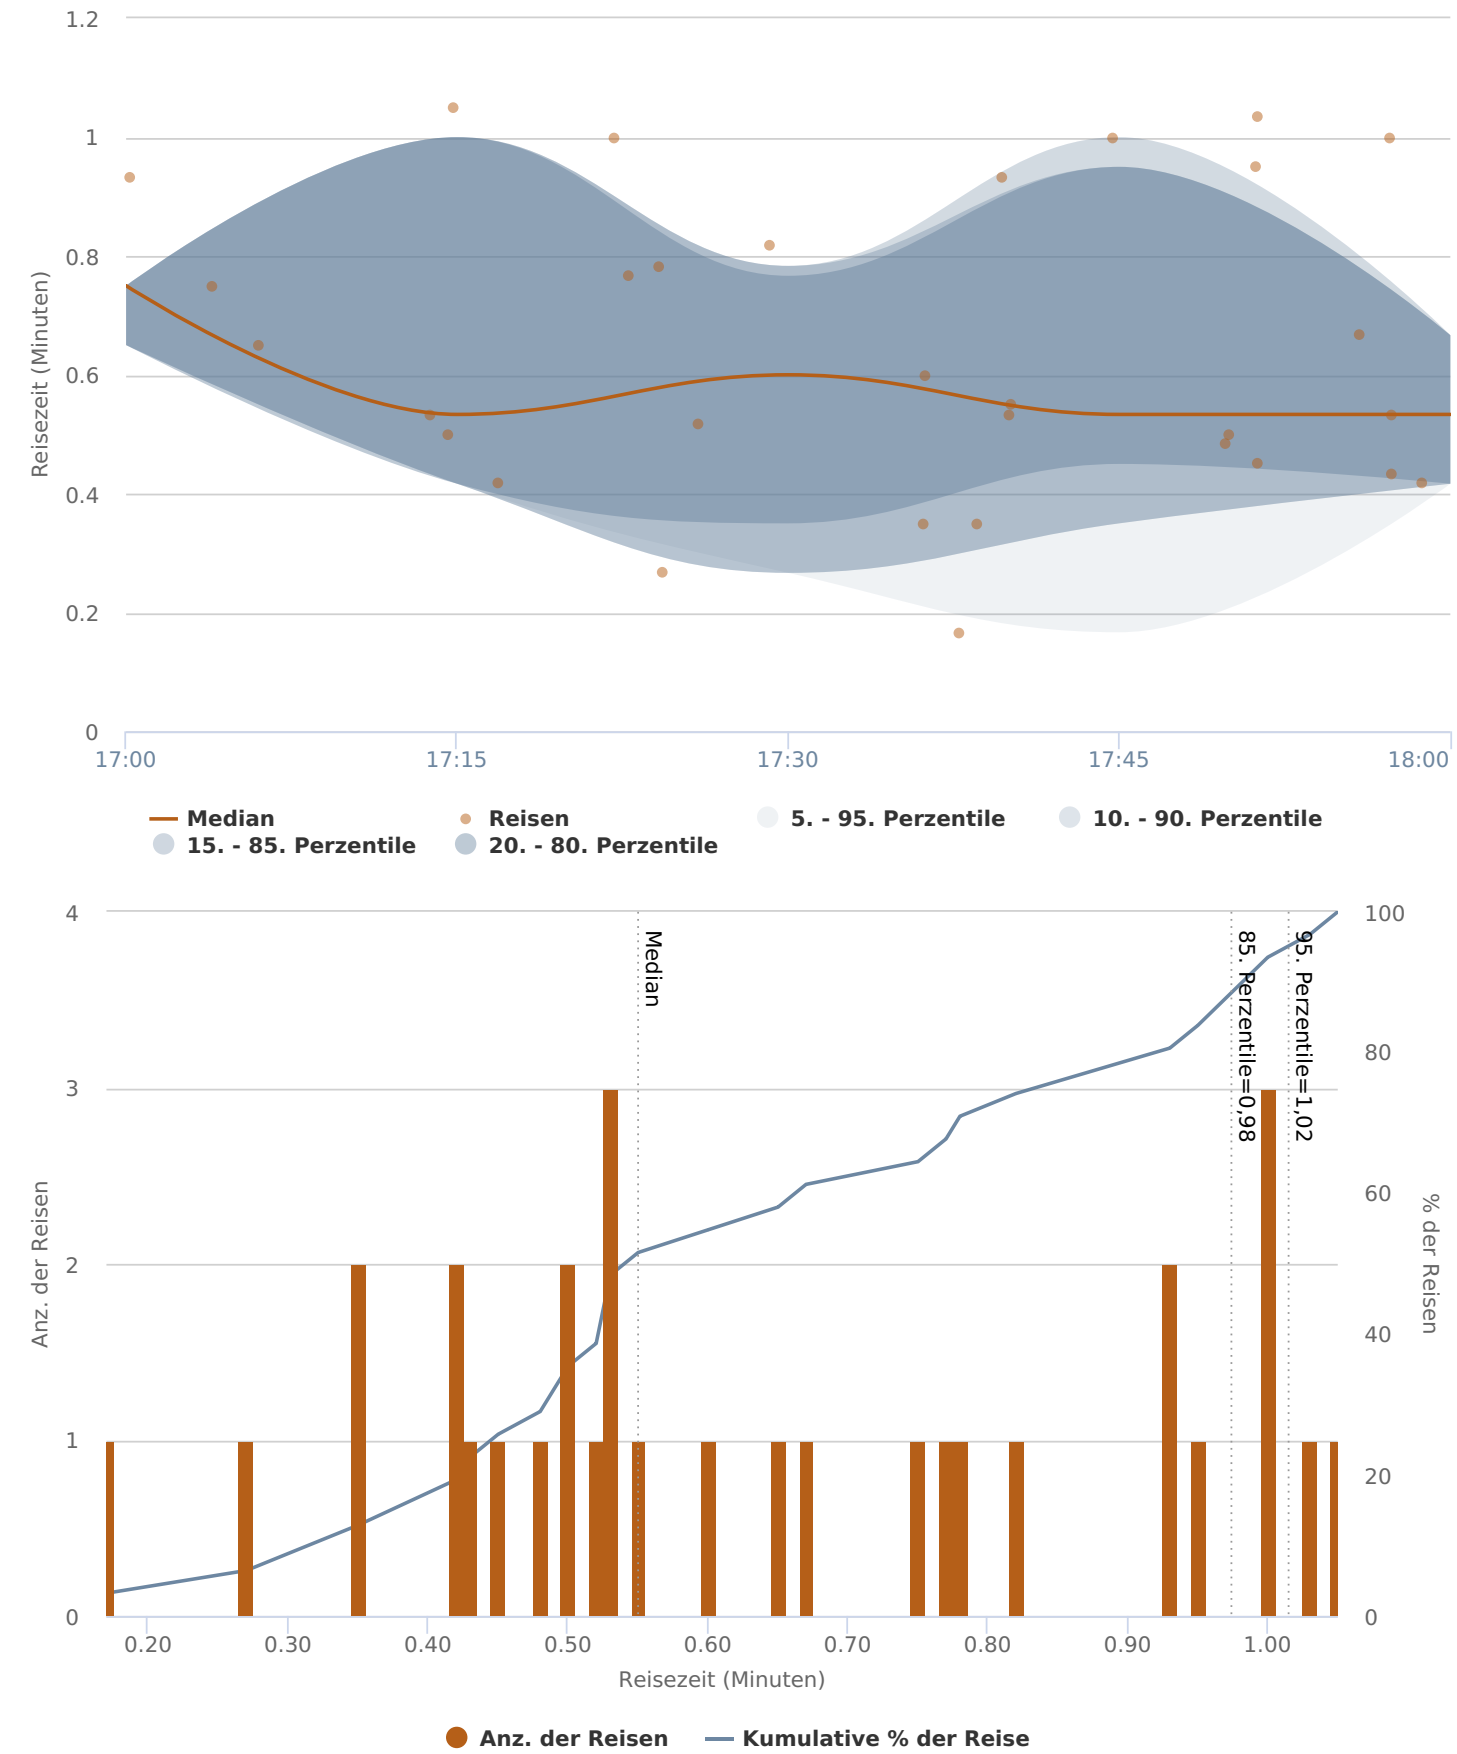 1.2
1
0.8
0.6
0.4
0.2
0
Reisezeit (Minuten)
17:00 17:15 17:30 17:45 18:00
Median Reisen 5. - 95. Perzentile 10. - 90. Perzentile
15. - 85. Perzentile 20. - 80. Perzentile
4
3
2
1
0
Anz. der Reisen
Median
85. Perzentile=0,98
95. Perzentile=1,02
100
80
60
40
20
0
% der Reisen
0.20 0.30 0.40 0.50 0.60 0.70 0.80 0.90 1.00
Reisezeit (Minuten)
Anz. der Reisen Kumulative % der Reise